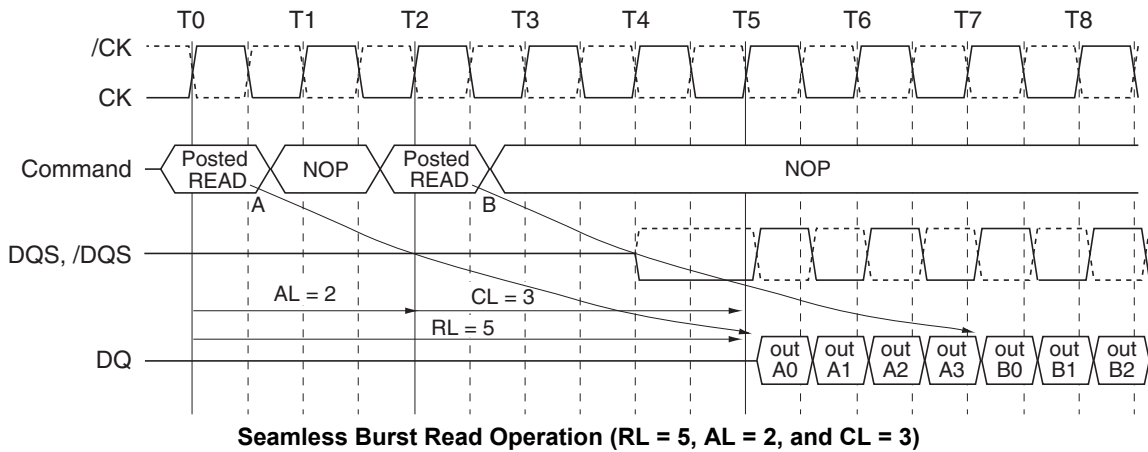 T0 T1 T2 T3 T4 T5 T6 T7 T8
/CK
CK
Command
Posted READ
NOP
Posted READ
NOP
A
B
DQS, /DQS
AL = 2
CL = 3
RL = 5
DQ
out A0
out A1
out A2
out A3
out B0
out B1
out B2
Seamless Burst Read Operation (RL = 5, AL = 2, and CL = 3)